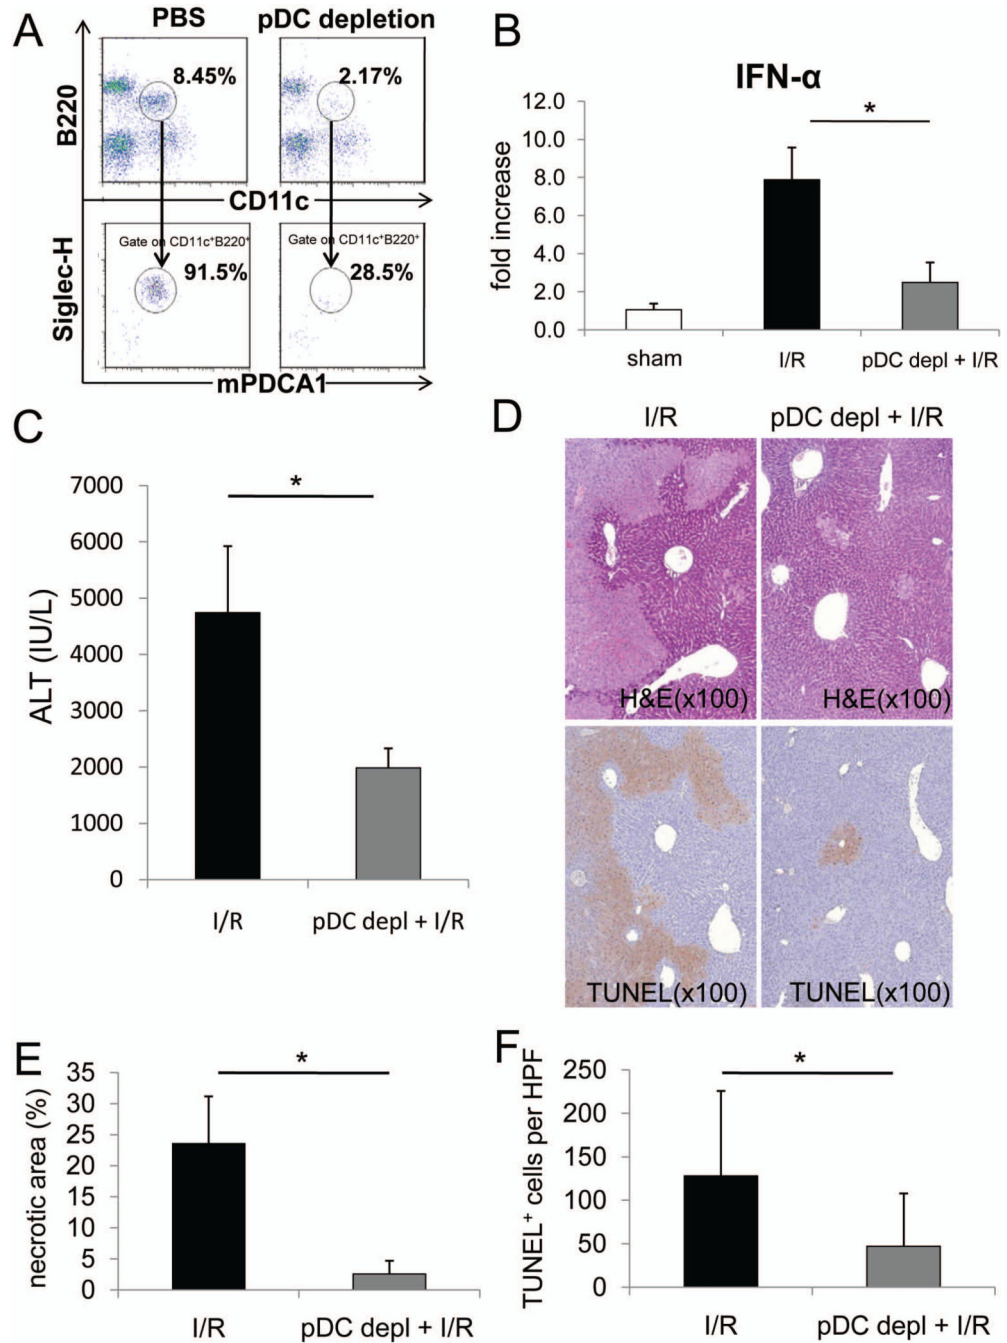 A
PBS
pDC depletion
8.45%
2.17%
B220
CD11c
Gate on CD11c⁺B220⁺
Gate on CD11c⁺B220⁺
91.5%
28.5%
Siglec-H
mPDCA1
B
IFN-α
*
fold increase
12.0
10.0
8.0
6.0
4.0
2.0
0.0
sham
I/R
pDC depl + I/R
C
*
ALT (IU/L)
7000
6000
5000
4000
3000
2000
1000
0
I/R
pDC depl + I/R
D
I/R
pDC depl + I/R
H&E(x100)
H&E(x100)
TUNEL(x100)
TUNEL(x100)
E
*
necrotic area (%)
35
30
25
20
15
10
5
0
I/R
pDC depl + I/R
F
*
TUNEL⁺ cells per HPF
250
200
150
100
50
0
I/R
pDC depl + I/R